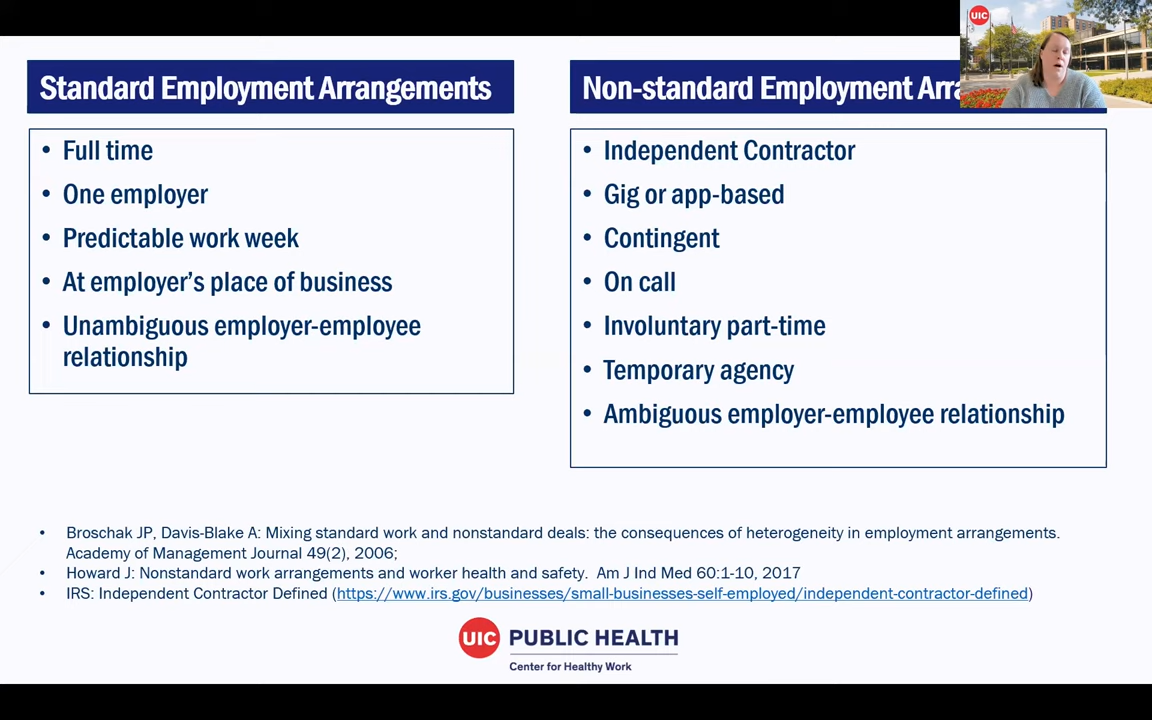 Standard Employment Arrangements
• Full time
• One employer
• Predictable work week
• At employer’s place of business
• Unambiguous employer-employee
relationship
Non-standard Employment
• Independent Contractor
• Gig or app-based
• Contingent
• On call
• Involuntary part-time
• Temporary agency
• Ambiguous employer-employee relationship
• Broschak JP, Davis-Blake A: Mixing standard work and nonstandard deals: the consequences of heterogeneity in employment arrangements.
Academy of Management Journal 49(2), 2006;
• Howard J: Nonstandard work arrangements and worker health and safety. Am J Ind Med 60:1-10, 2017
• IRS: Independent Contractor Defined (https://www.irs.gov/businesses/small-businesses-self-employed/independent-contractor-defined)
UIC PUBLIC HEALTH
Center for Healthy Work
UIC